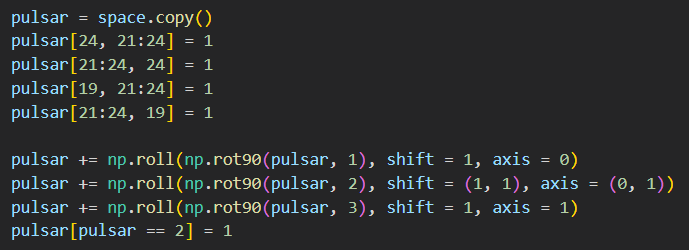 pulsar = space.copy()
pulsar[24, 21:24] = 1
pulsar[21:24, 24] = 1
pulsar[19, 21:24] = 1
pulsar[21:24, 19] = 1

pulsar += np.roll(np.rot90(pulsar, 1), shift = 1, axis = 0)
pulsar += np.roll(np.rot90(pulsar, 2), shift = (1, 1), axis = (0, 1))
pulsar += np.roll(np.rot90(pulsar, 3), shift = 1, axis = 1)
pulsar[pulsar == 2] = 1